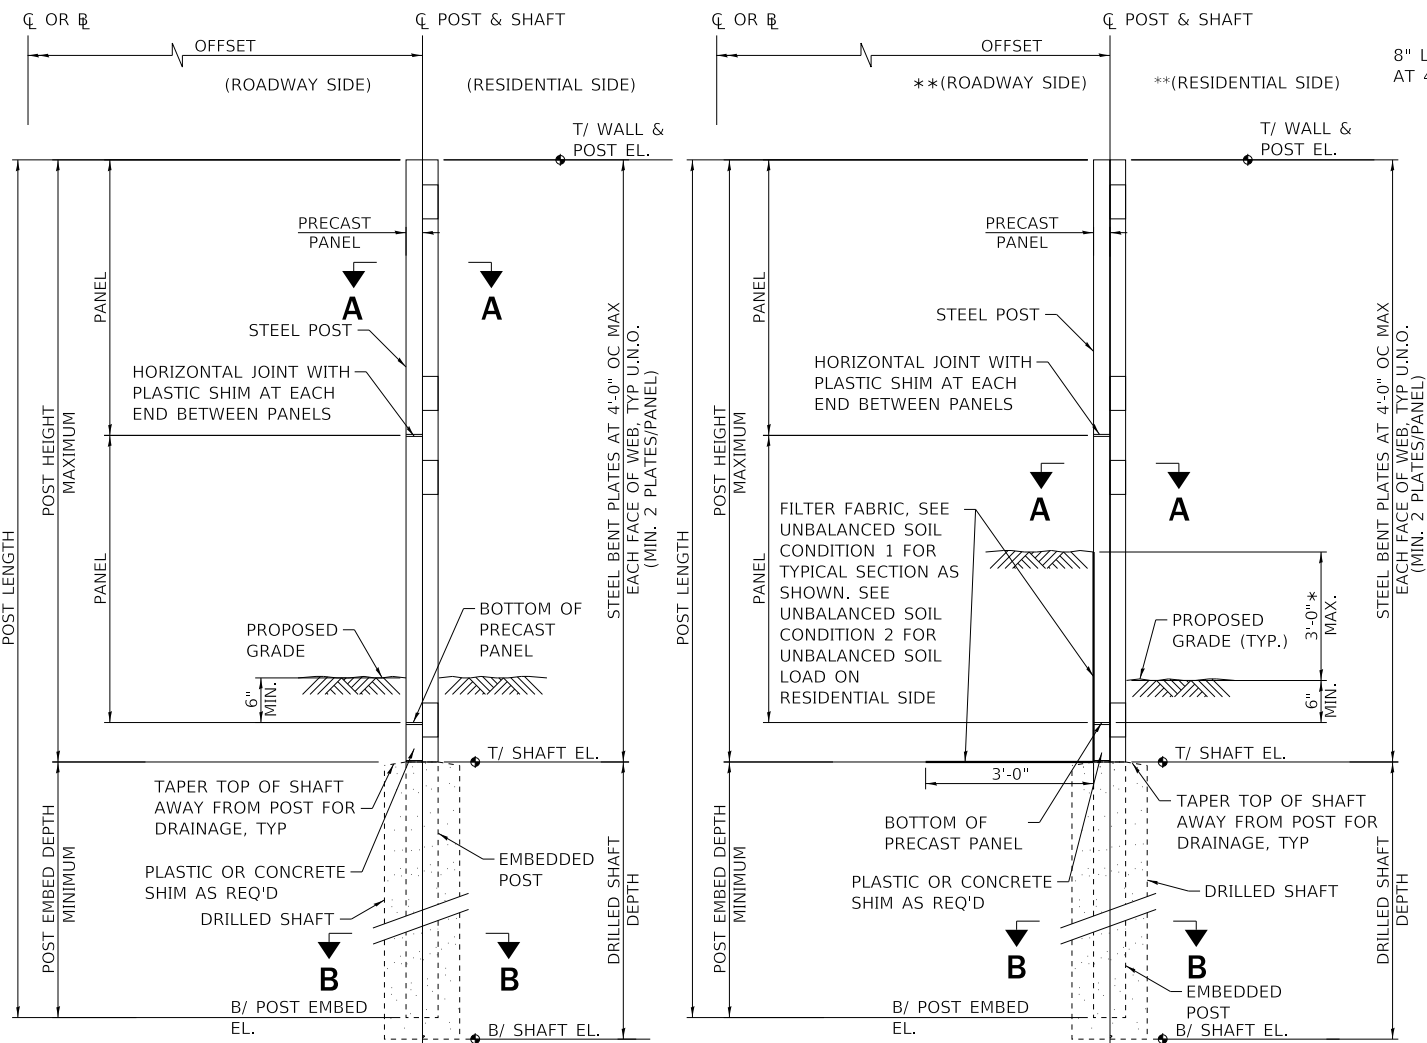 ℄ OR B̲L
OFFSET
(ROADWAY SIDE)
℄ POST & SHAFT
(RESIDENTIAL SIDE)
T/ WALL &
POST EL.
PRECAST
PANEL
A
A
PANEL
STEEL POST
HORIZONTAL JOINT WITH
PLASTIC SHIM AT EACH
END BETWEEN PANELS
POST HEIGHT
MAXIMUM
POST LENGTH
PANEL
STEEL BENT PLATES AT 4'-0" OC MAX
EACH FACE OF WEB, TYP U.N.O.
(MIN. 2 PLATES/PANEL)
BOTTOM OF
PRECAST
PANEL
PROPOSED
GRADE
6"
MIN.
T/ SHAFT EL.
TAPER TOP OF SHAFT
AWAY FROM POST FOR
DRAINAGE, TYP
PLASTIC OR CONCRETE
SHIM AS REQ'D
DRILLED SHAFT
EMBEDDED
POST
POST EMBED DEPTH
MINIMUM
DRILLED SHAFT
DEPTH
B
B
B/ POST EMBED
EL.
B/ SHAFT EL.
℄ OR B̲L
OFFSET
**(ROADWAY SIDE)
℄ POST & SHAFT
**(RESIDENTIAL SIDE)
8" L
AT 4
T/ WALL &
POST EL.
PRECAST
PANEL
PANEL
STEEL POST
HORIZONTAL JOINT WITH
PLASTIC SHIM AT EACH
END BETWEEN PANELS
POST HEIGHT
MAXIMUM
POST LENGTH
PANEL
A
A
FILTER FABRIC, SEE
UNBALANCED SOIL
CONDITION 1 FOR
TYPICAL SECTION AS
SHOWN. SEE
UNBALANCED SOIL
CONDITION 2 FOR
UNBALANCED SOIL
LOAD ON
RESIDENTIAL SIDE
STEEL BENT PLATES AT 4'-0" OC MAX
EACH FACE OF WEB, TYP U.N.O.
(MIN. 2 PLATES/PANEL)
PROPOSED
GRADE (TYP.)
3'-0"*
MAX.
6"
MIN.
T/ SHAFT EL.
3'-0"
BOTTOM OF
PRECAST PANEL
TAPER TOP OF SHAFT
AWAY FROM POST FOR
DRAINAGE, TYP
PLASTIC OR CONCRETE
SHIM AS REQ'D
DRILLED SHAFT
POST EMBED DEPTH
MINIMUM
DRILLED SHAFT
DEPTH
B
B
EMBEDDED
POST
B/ POST EMBED
EL.
B/ SHAFT EL.